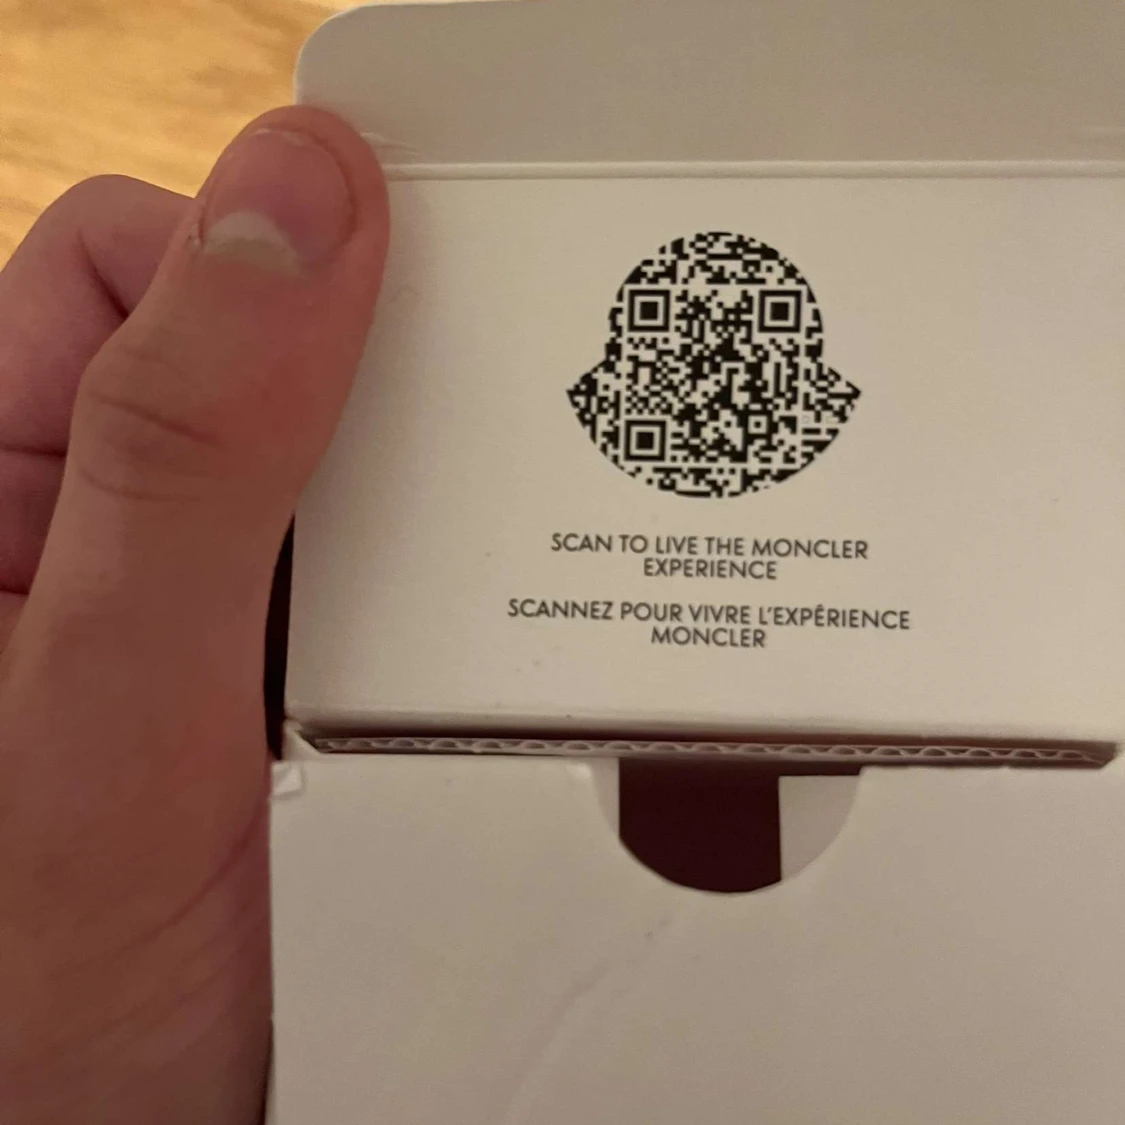 SCAN TO LIVE THE MONCLER
EXPERIENCE
SCANNEZ POUR VIVRE L'EXPÉRIENCE
MONCLER